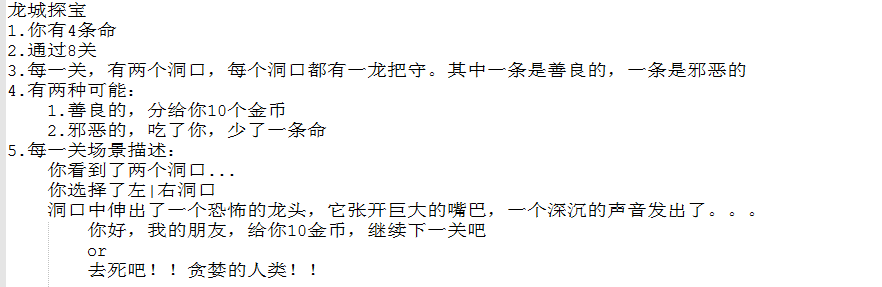 龙城探宝
1.你有4条命
2.通过8关
3.每一关，有两个洞口，每个洞口都有一龙把守。其中一条是善良的，一条是邪恶的
4.有两种可能：
1.善良的，分给你10个金币
2.邪恶的，吃了你，少了一条命
5.每一关场景描述：
你看到了两个洞口...
你选择了左|右洞口
洞口中伸出了一个恐怖的龙头，它张开巨大的嘴巴，一个深沉的声音发出了。。。
你好，我的朋友，给你10金币，继续下一关吧
or
去死吧！！贪婪的人类！！